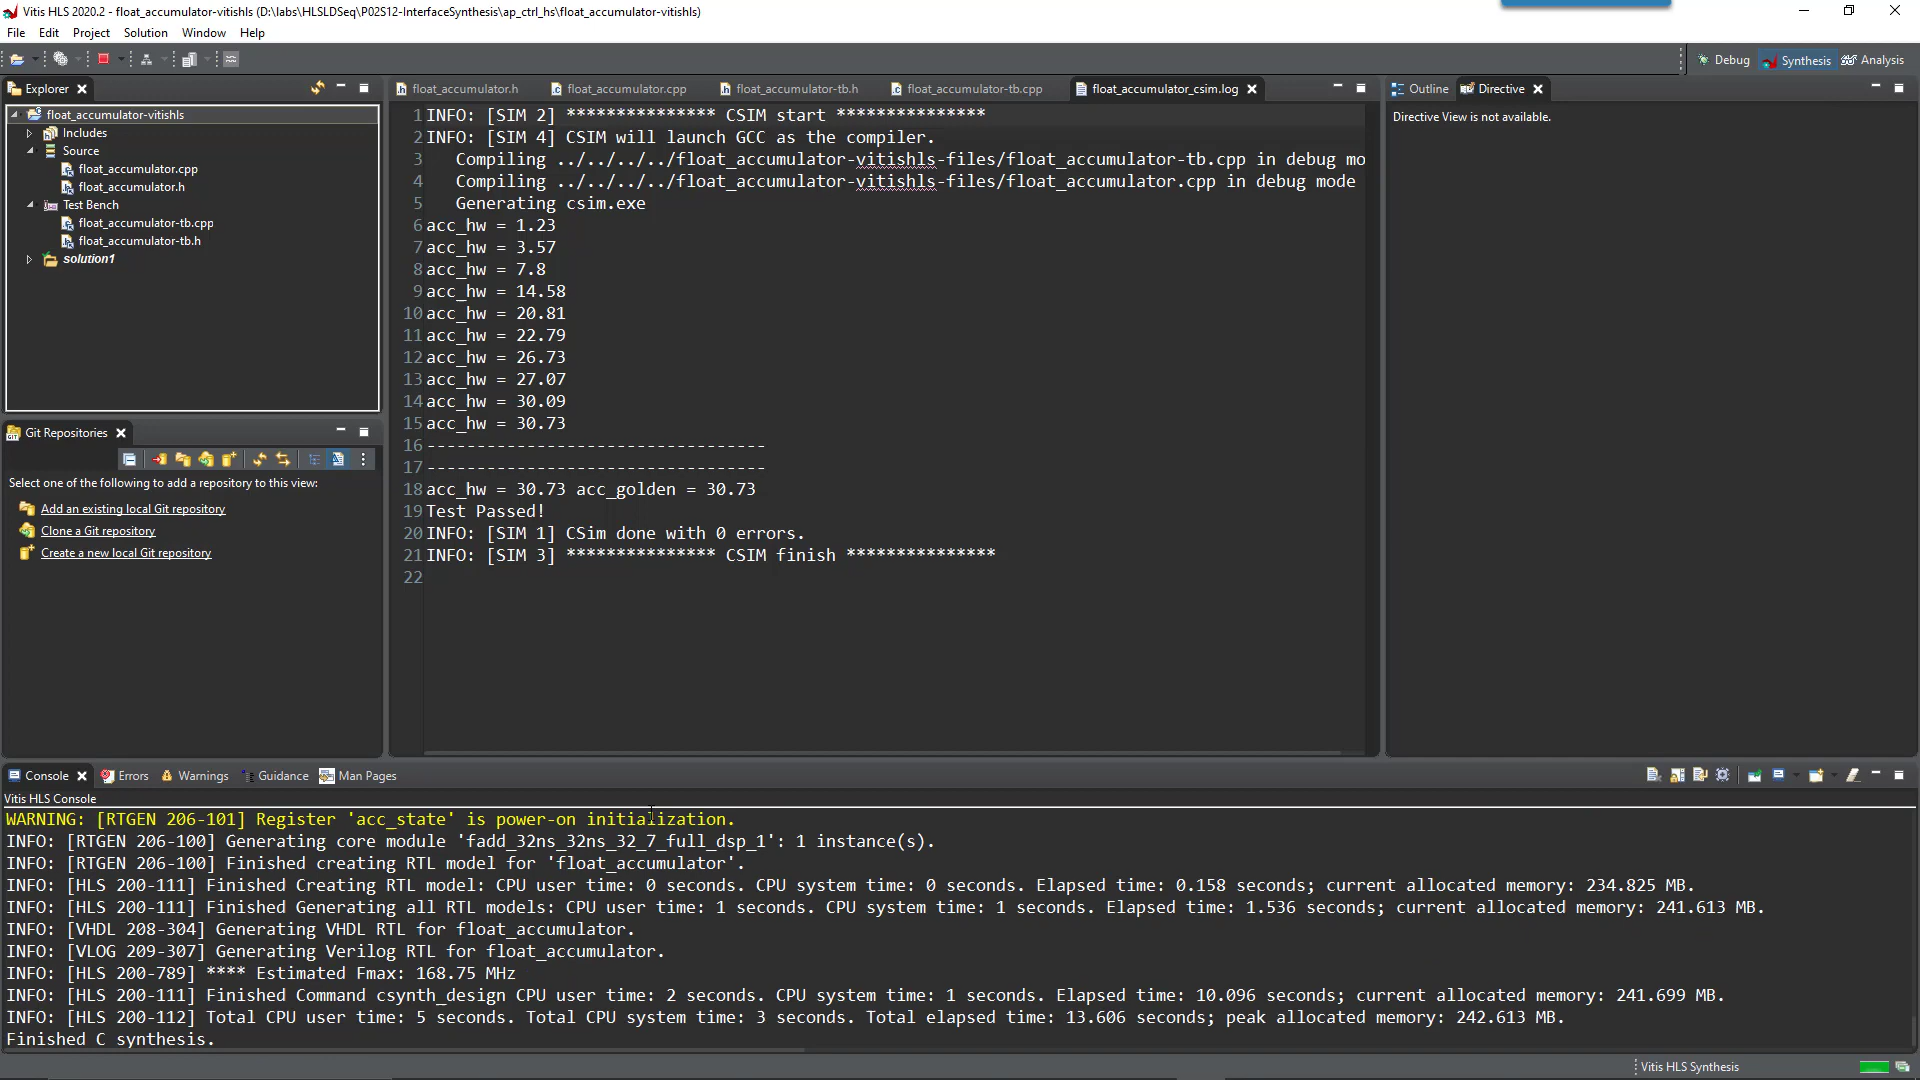 Vitis HLS 2020.2 - float_accumulator-vitishls (D:\labs\HLSLDSeq\P02S12-InterfaceSynthesis\ap_ctrl_hs\float_accumulator-vitishls)
File Edit Project Solution Window Help
Debug Synthesis Analysis
Explorer
float_accumulator-vitishls
Includes
Source
float_accumulator.cpp
float_accumulator.h
Test Bench
float_accumulator-tb.cpp
float_accumulator-tb.h
solution1
Git Repositories
Select one of the following to add a repository to this view:
Add an existing local Git repository
Clone a Git repository
Create a new local Git repository
float_accumulator.h float_accumulator.cpp float_accumulator-tb.h float_accumulator-tb.cpp float_accumulator_csim.log
1 INFO: [SIM 2] *************** CSIM start ***************
2 INFO: [SIM 4] CSIM will launch GCC as the compiler.
3 Compiling ../../../../float_accumulator-vitishls-files/float_accumulator-tb.cpp in debug mo
4 Compiling ../../../../float_accumulator-vitishls-files/float_accumulator.cpp in debug mode
5 Generating csim.exe
6 acc_hw = 1.23
7 acc_hw = 3.57
8 acc_hw = 7.8
9 acc_hw = 14.58
10 acc_hw = 20.81
11 acc_hw = 22.79
12 acc_hw = 26.73
13 acc_hw = 27.07
14 acc_hw = 30.09
15 acc_hw = 30.73
16 ----------------------------------
17 ----------------------------------
18 acc_hw = 30.73 acc_golden = 30.73
19 Test Passed!
20 INFO: [SIM 1] CSim done with 0 errors.
21 INFO: [SIM 3] *************** CSIM finish ***************
22
Outline Directive
Directive View is not available.
Console Errors Warnings Guidance Man Pages
Vitis HLS Console
WARNING: [RTGEN 206-101] Register 'acc_state' is power-on initialization.
INFO: [RTGEN 206-100] Generating core module 'fadd_32ns_32ns_32_7_full_dsp_1': 1 instance(s).
INFO: [RTGEN 206-100] Finished creating RTL model for 'float_accumulator'.
INFO: [HLS 200-111] Finished Creating RTL model: CPU user time: 0 seconds. CPU system time: 0 seconds. Elapsed time: 0.158 seconds; current allocated memory: 234.825 MB.
INFO: [HLS 200-111] Finished Generating all RTL models: CPU user time: 1 seconds. CPU system time: 1 seconds. Elapsed time: 1.536 seconds; current allocated memory: 241.613 MB.
INFO: [VHDL 208-304] Generating VHDL RTL for float_accumulator.
INFO: [VLOG 209-307] Generating Verilog RTL for float_accumulator.
INFO: [HLS 200-789] **** Estimated Fmax: 168.75 MHz
INFO: [HLS 200-111] Finished Command csynth_design CPU user time: 2 seconds. CPU system time: 1 seconds. Elapsed time: 10.096 seconds; current allocated memory: 241.699 MB.
INFO: [HLS 200-112] Total CPU user time: 5 seconds. Total CPU system time: 3 seconds. Total elapsed time: 13.606 seconds; peak allocated memory: 242.613 MB.
Finished C synthesis.
Vitis HLS Synthesis